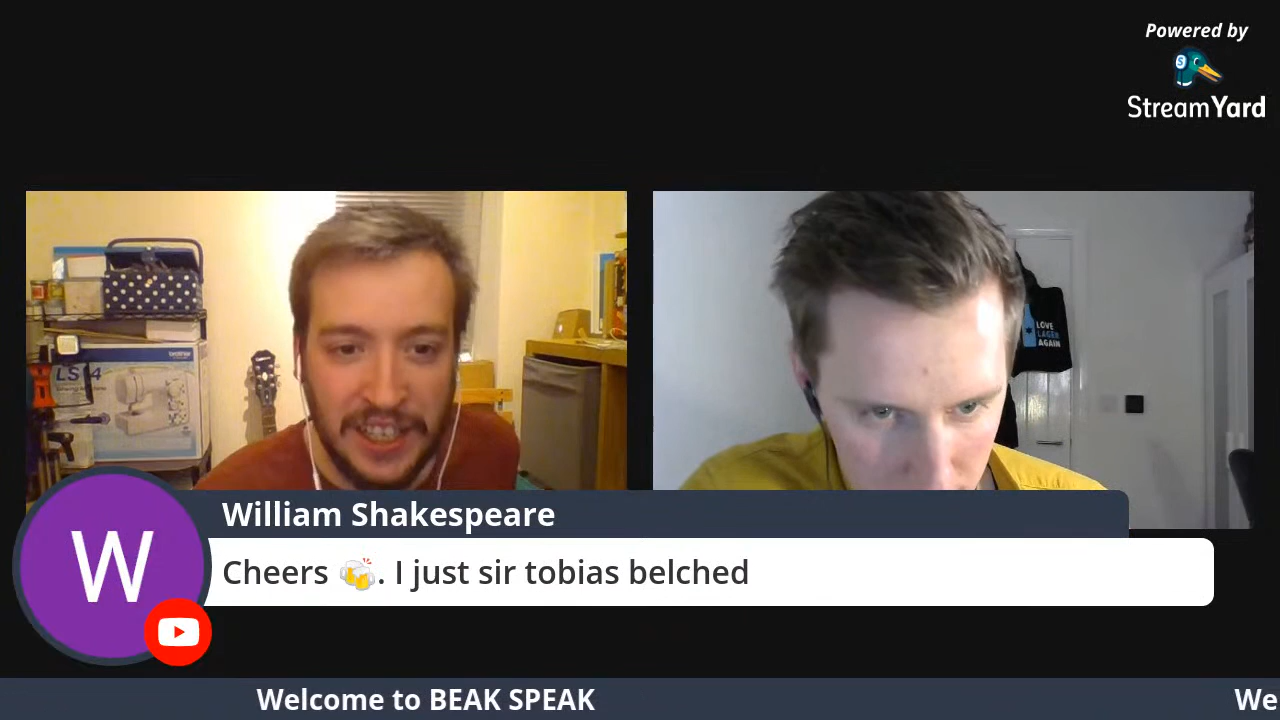 Powered by
StreamYard
LOVE
LAGER
AGAIN
brother
LS14
William Shakespeare
Cheers 🍻. I just sir tobias belched
W
Welcome to BEAK SPEAK
We